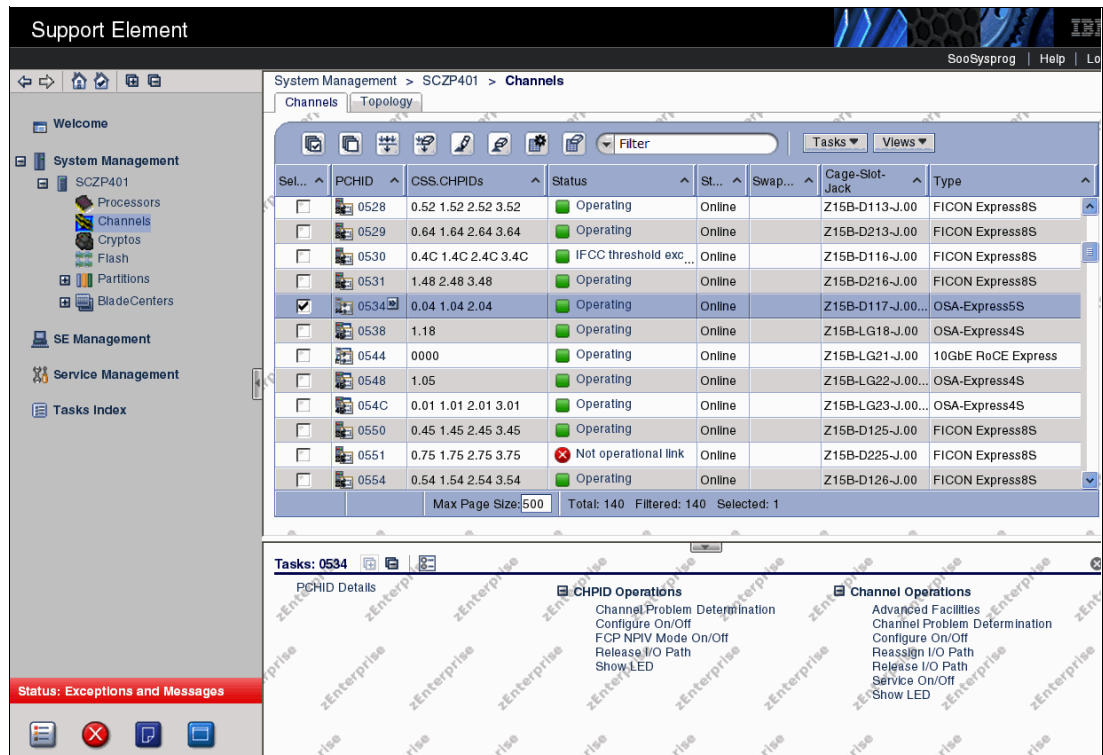 Support Element
IBM
SooSysprog | Help | Lo
System Management > SCZP401 > Channels
Channels Topology
Welcome
System Management
SCZP401
Processors
Channels
Cryptos
Flash
Partitions
BladeCenters
SE Management
Service Management
Tasks Index
Status: Exceptions and Messages
Filter Tasks Views
Sel... PCHID CSS.CHPIDs Status St... Swap... Cage-Slot-Jack Type
0528 0.52 1.52 2.52 3.52 Operating Online Z15B-D113-J.00 FICON Express8S
0529 0.64 1.64 2.64 3.64 Operating Online Z15B-D213-J.00 FICON Express8S
0530 0.4C 1.4C 2.4C 3.4C IFCC threshold exc... Online Z15B-D116-J.00 FICON Express8S
0531 1.48 2.48 3.48 Operating Online Z15B-D216-J.00 FICON Express8S
0534 0.04 1.04 2.04 Operating Online Z15B-D117-J.00... OSA-Express5S
0538 1.18 Operating Online Z15B-LG18-J.00 OSA-Express4S
0544 0000 Operating Online Z15B-LG21-J.00 10GbE RoCE Express
0548 1.05 Operating Online Z15B-LG22-J.00... OSA-Express4S
054C 0.01 1.01 2.01 3.01 Operating Online Z15B-LG23-J.00... OSA-Express4S
0550 0.45 1.45 2.45 3.45 Operating Online Z15B-D125-J.00 FICON Express8S
0551 0.75 1.75 2.75 3.75 Not operational link Online Z15B-D225-J.00 FICON Express8S
0554 0.54 1.54 2.54 3.54 Operating Online Z15B-D126-J.00 FICON Express8S
Max Page Size: 500 Total: 140 Filtered: 140 Selected: 1
Tasks: 0534
PCHID Details
CHPID Operations
Channel Problem Determination
Configure On/Off
FCP NPIV Mode On/Off
Release I/O Path
Show LED
Channel Operations
Advanced Facilities
Channel Problem Determination
Configure On/Off
Reassign I/O Path
Release I/O Path
Service On/Off
Show LED
zEnterprise